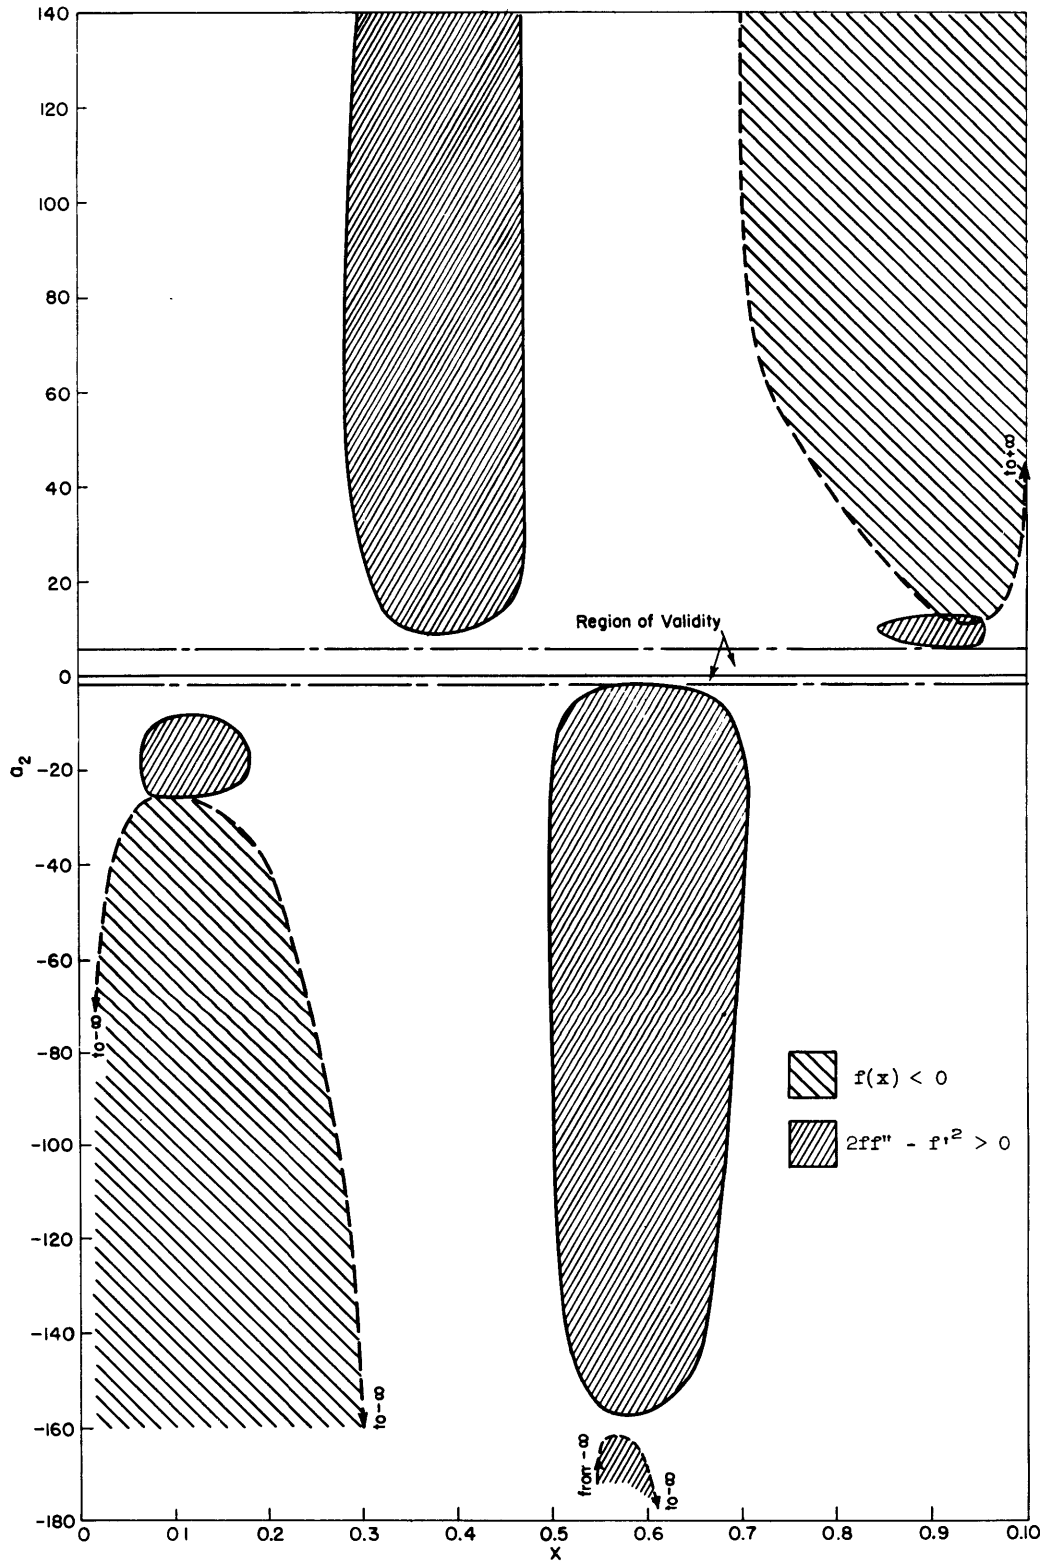 140
120
100
80
60
40
20
0
-20
-40
-60
-80
-100
-120
-140
-160
-180
a₂
to+∞
Region of Validity
to-∞
f(x) < 0
2ff" - f'² > 0
to-∞
from -∞
to-∞
0 0.1 0.2 0.3 0.4 0.5 0.6 0.7 0.8 0.9 0.10
X